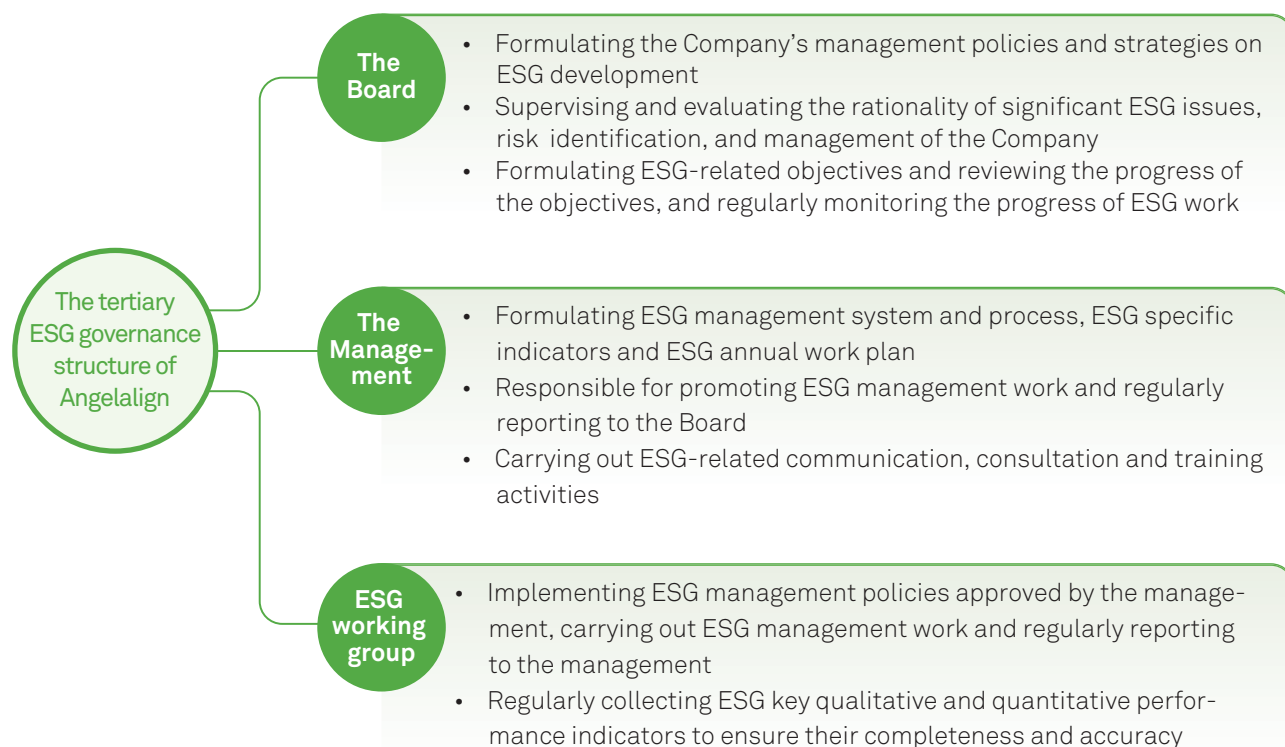 The tertiary
ESG governance
structure of
Angelalign
The
Board
• Formulating the Company’s management policies and strategies on
ESG development
• Supervising and evaluating the rationality of significant ESG issues,
risk identification, and management of the Company
• Formulating ESG-related objectives and reviewing the progress of
the objectives, and regularly monitoring the progress of ESG work
The
Manage-
ment
• Formulating ESG management system and process, ESG specific
indicators and ESG annual work plan
• Responsible for promoting ESG management work and regularly
reporting to the Board
• Carrying out ESG-related communication, consultation and training
activities
ESG
working
group
• Implementing ESG management policies approved by the manage-
ment, carrying out ESG management work and regularly reporting
to the management
• Regularly collecting ESG key qualitative and quantitative perfor-
mance indicators to ensure their completeness and accuracy